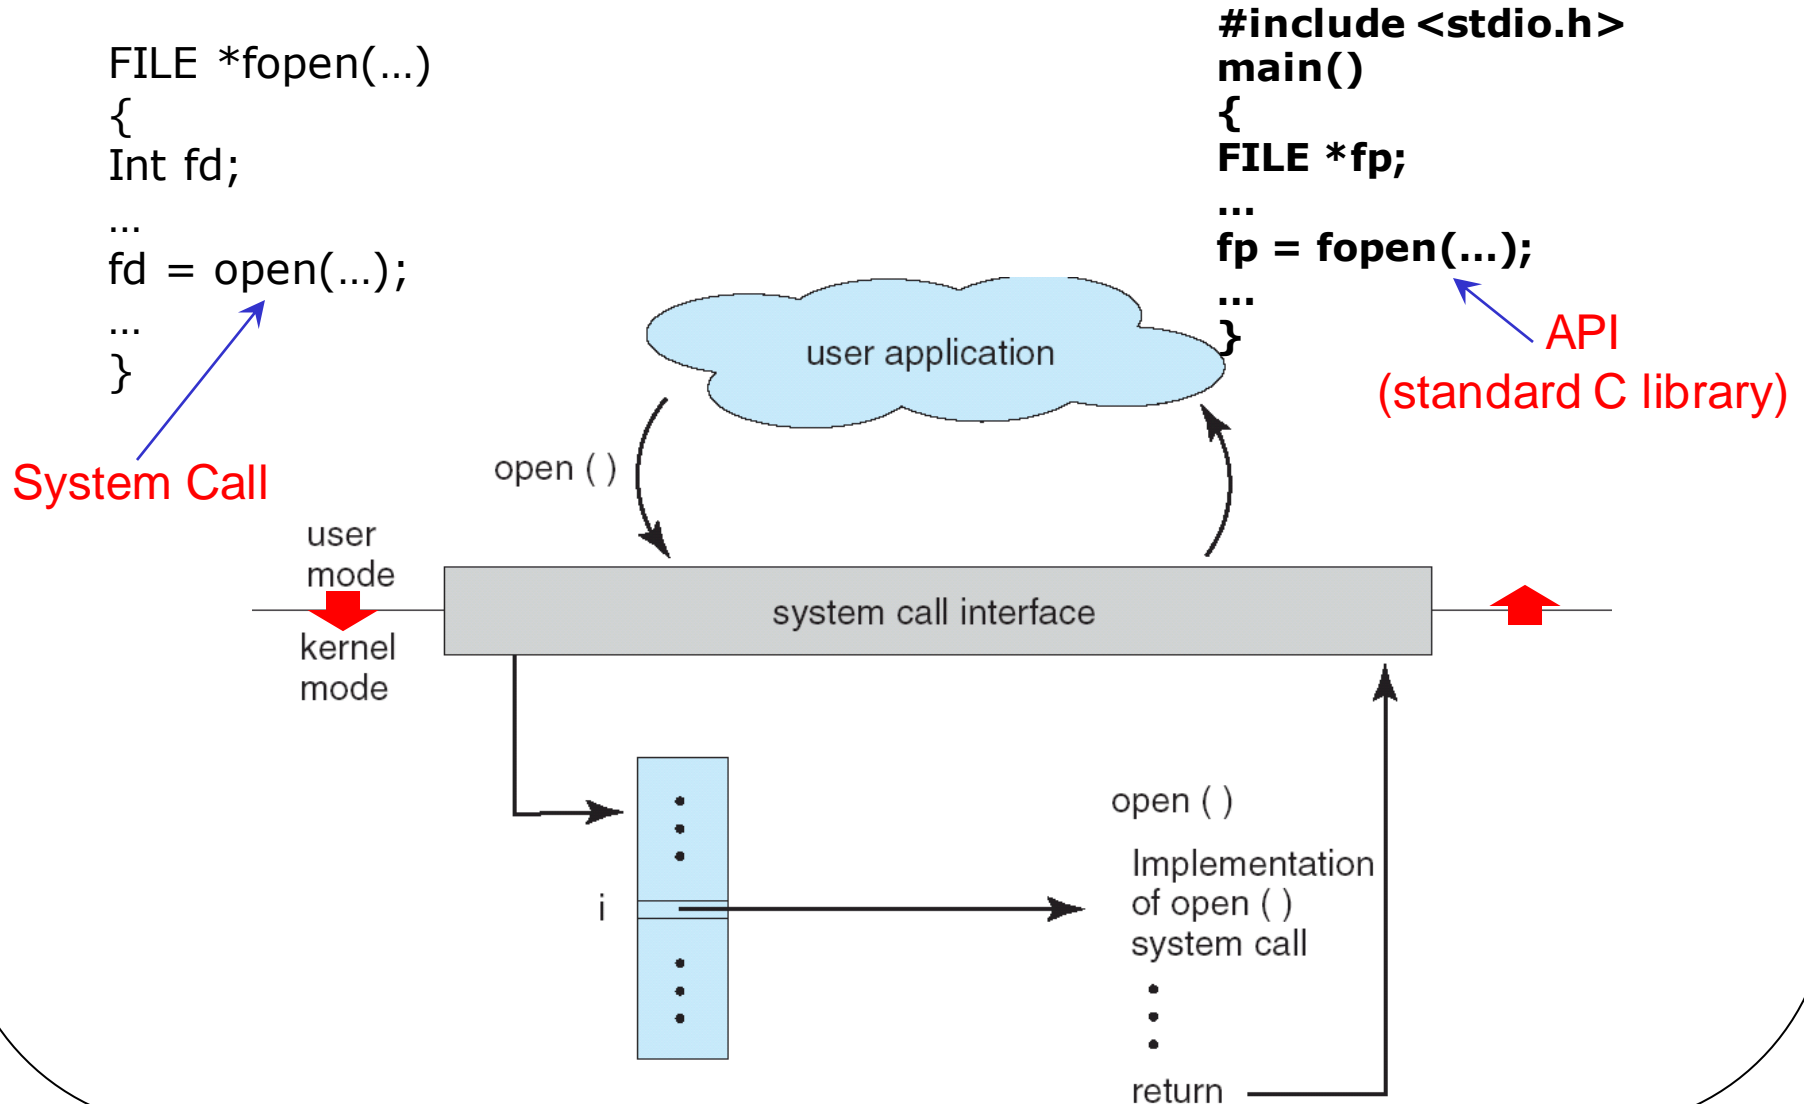 FILE *fopen(…)
{
Int fd;
…
fd = open(…);
…
}
System Call
#include <stdio.h>
main()
{
FILE *fp;
…
fp = fopen(…);
…
}
API
(standard C library)
user application
open ( )
user
mode
kernel
mode
system call interface
i
open ( )
Implementation
of open ( )
system call
return